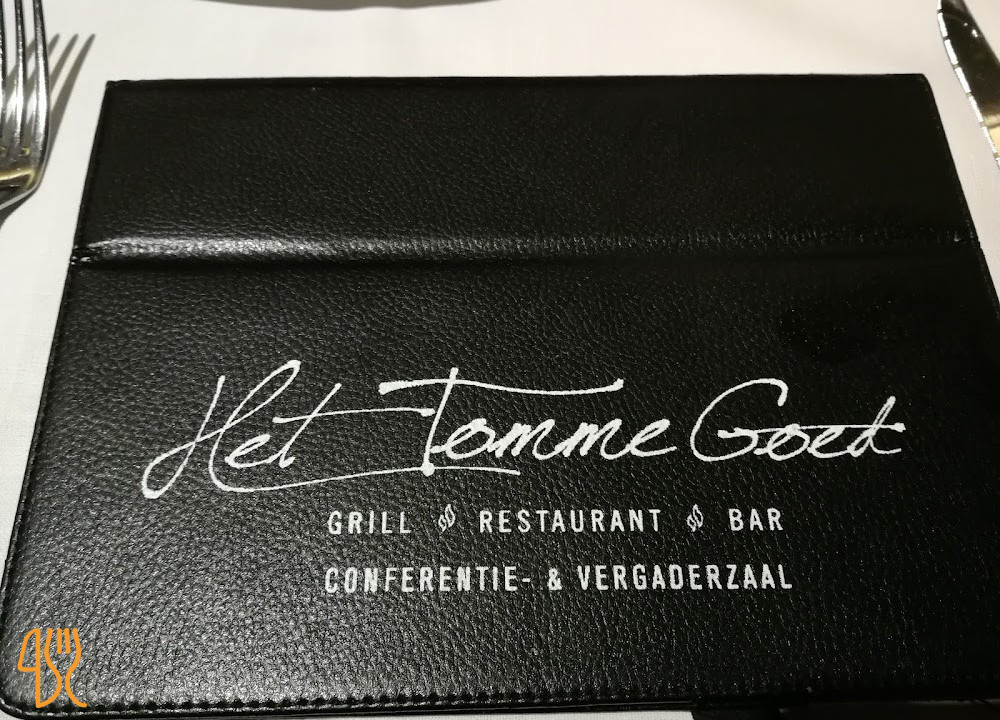 Het Tomme Goed
GRILL RESTAURANT BAR
CONFERENTIE- & VERGADERZAAL